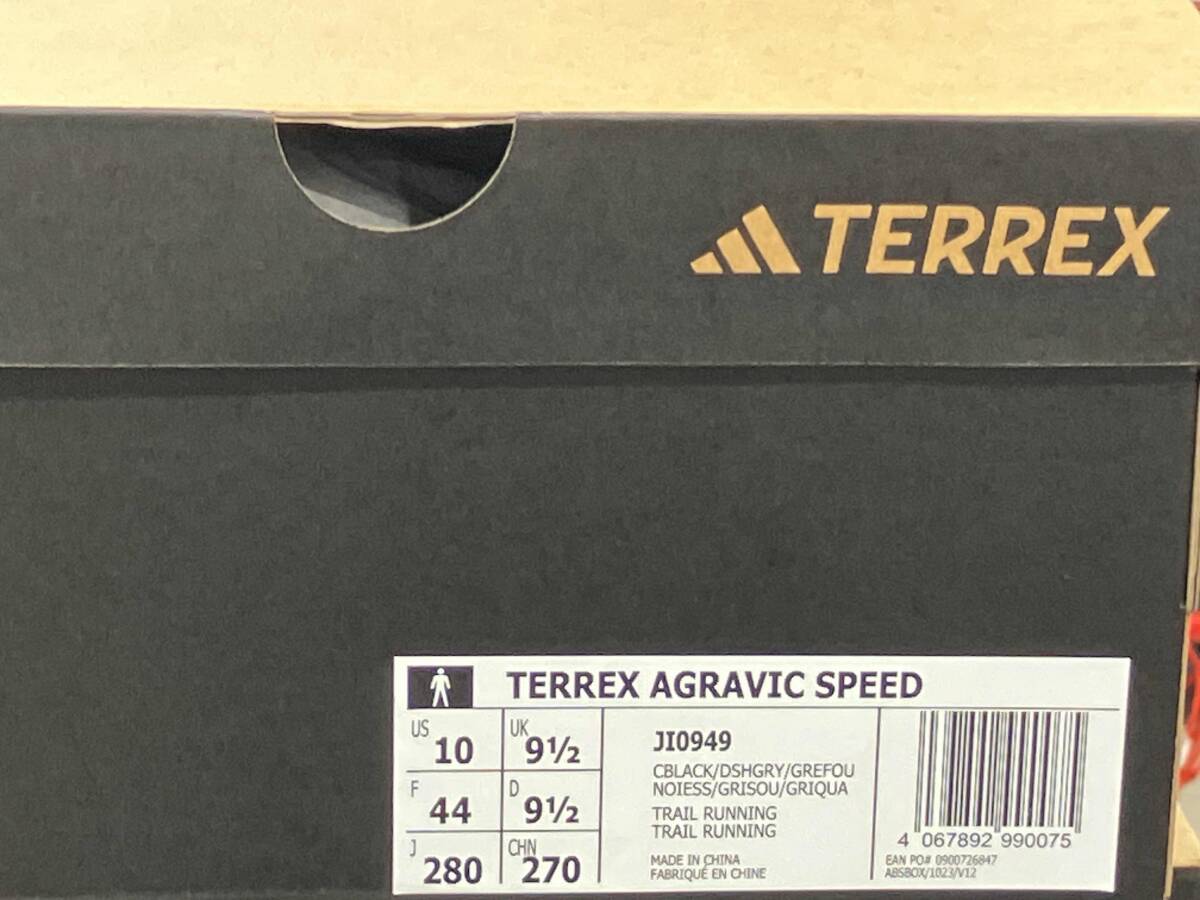 TERREX
TERREX AGRAVIC SPEED
US 10 UK 9½
F 44 D 9½
J 280 CHN 270
JI0949
CBLACK/DSHGRY/GREFOU
NOIESS/GRISOU/GRIQUA
TRAIL RUNNING
TRAIL RUNNING
MADE IN CHINA
FABRIQUÉ EN CHINE
4 067892 990075
EAN PO# 0900726847
ABSBOX/1023/V12